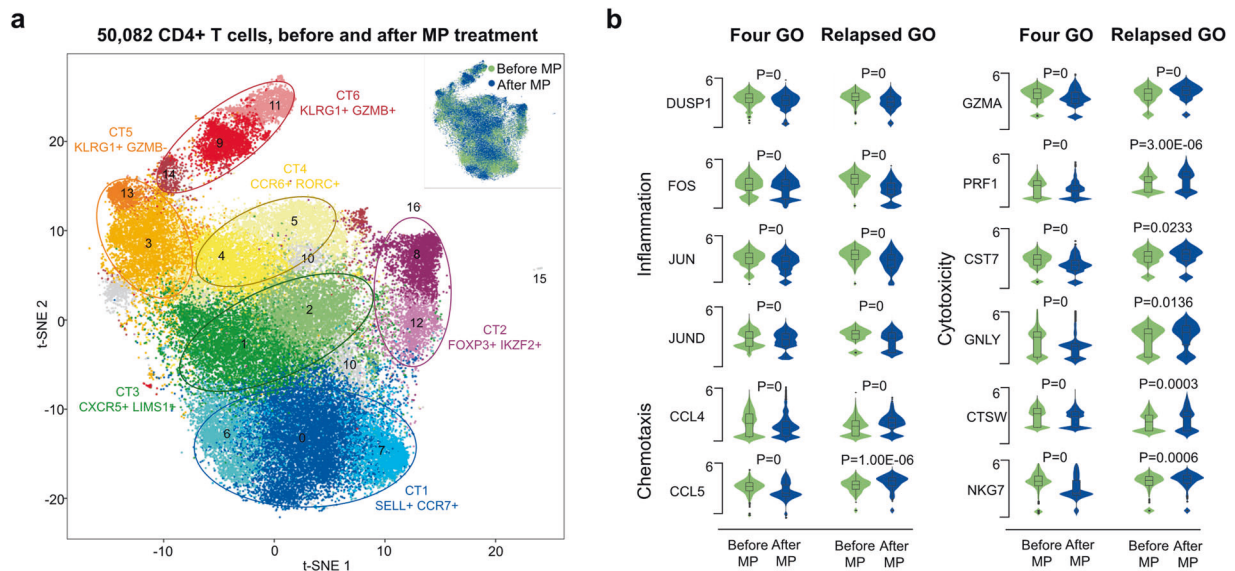 a
50,082 CD4+ T cells, before and after MP treatment
Before MP
After MP
CT6
KLRG1+ GZMB+
CT5
KLRG1+ GZMB-
CT4
CCR6+ RORC+
CT2
FOXP3+ IKZF2+
CT3
CXCR5+ LIMS1+
CT1
SELL+ CCR7+
11
9
14
13
3
5
4
10
16
8
15
2
12
1
10
6
0
7
20
10
0
-10
-20
t-SNE 2
-10
0
10
20
t-SNE 1
b
Four GO
Relapsed GO
Four GO
Relapsed GO
Inflammation
Chemotaxis
Cytotoxicity
DUSP1
6
P=0
P=0
FOS
6
P=0
P=0
JUN
6
P=0
P=0
JUND
6
P=0
P=0
CCL4
6
P=0
P=0
CCL5
6
P=0
P=1.00E-06
Before MP
After MP
Before MP
After MP
GZMA
6
P=0
P=0
PRF1
6
P=0
P=3.00E-06
CST7
6
P=0
P=0.0233
GNLY
6
P=0
P=0.0136
CTSW
6
P=0
P=0.0003
NKG7
6
P=0
P=0.0006
Before MP
After MP
Before MP
After MP